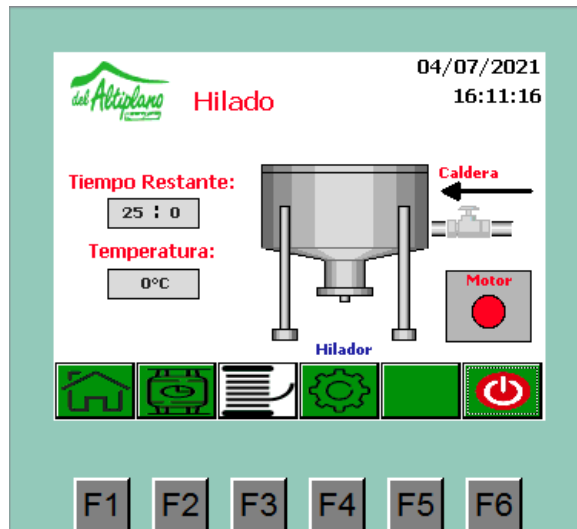 04/07/2021
16:11:16
del Altiplano
Hilado
Tiempo Restante:
25 : 0
Temperatura:
0°C
Caldera
Motor
Hilador
F1 F2 F3 F4 F5 F6